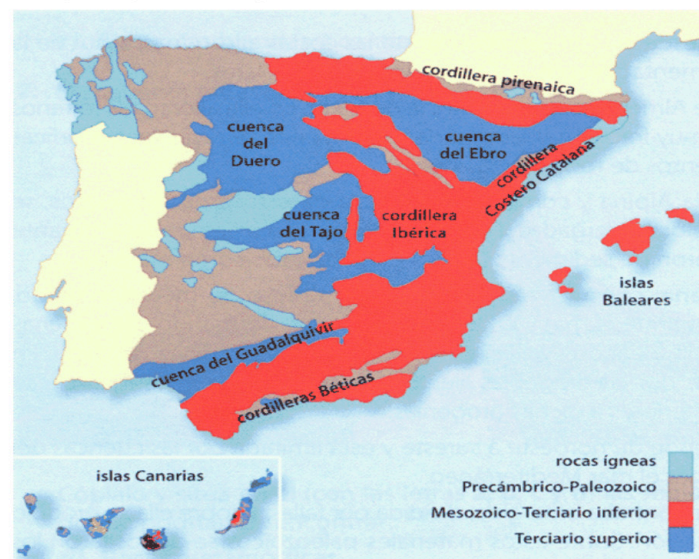 cordillera pirenaica
cuenca
del
Duero
cuenca
del Ebro
cordillera
Costero Catalana
cuenca
del Tajo
cordillera
Ibérica
islas
Baleares
cuenca del Guadalquivir
cordilleras Béticas
islas Canarias
rocas ígneas
Precámbrico-Paleozoico
Mesozoico-Terciario inferior
Terciario superior